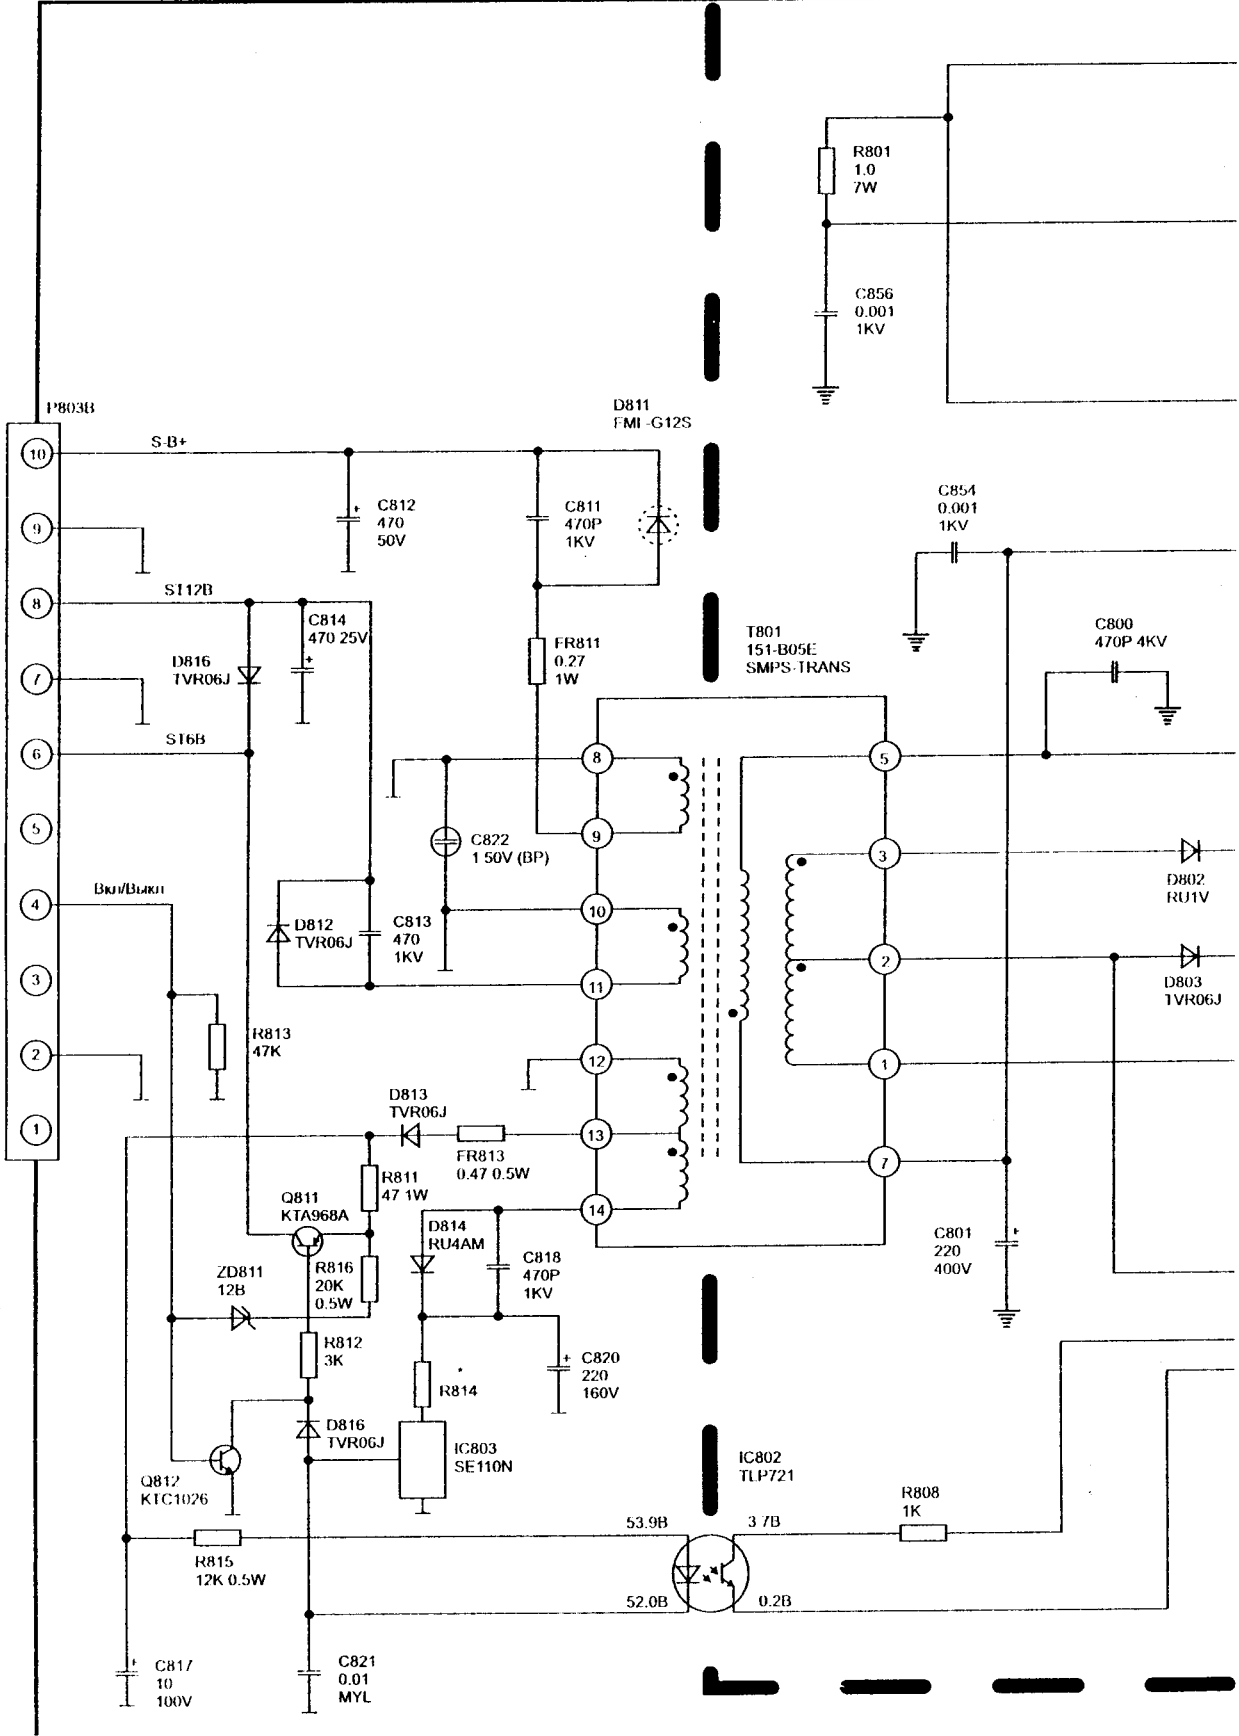 R801
1.0
7W
C856
0.001
1KV
P803B
D811
FML-G12S
10
S-B+
C812
+
470
50V
C811
470P
1KV
C854
0.001
1KV
9
8
ST12B
C814
470 25V
+
FR811
0.27
1W
T801
151-B05E
SMPS-TRANS
C800
470P 4KV
7
D816
TVR06J
6
ST6B
8
5
5
9
C822
1 50V (BP)
3
D802
RU1V
4
Вкл/Выкл
10
D812
TVR06J
C813
470
1KV
2
D803
TVR06J
3
11
R813
47K
2
12
1
D813
TVR06J
1
13
FR813
0.47 0.5W
7
R811
47 1W
Q811
KTA968A
14
D814
RU4AM
C818
470P
1KV
C801
+
220
400V
ZD811
12B
R816
20K
0.5W
R812
3K
C820
+
220
160V
R814
*
D816
TVR06J
IC803
SE110N
IC802
TLP721
Q812
KTC1026
R808
1K
53.9B
3.7B
R815
12K 0.5W
52.0B
0.2B
C817
+
10
100V
C821
0.01
MYL